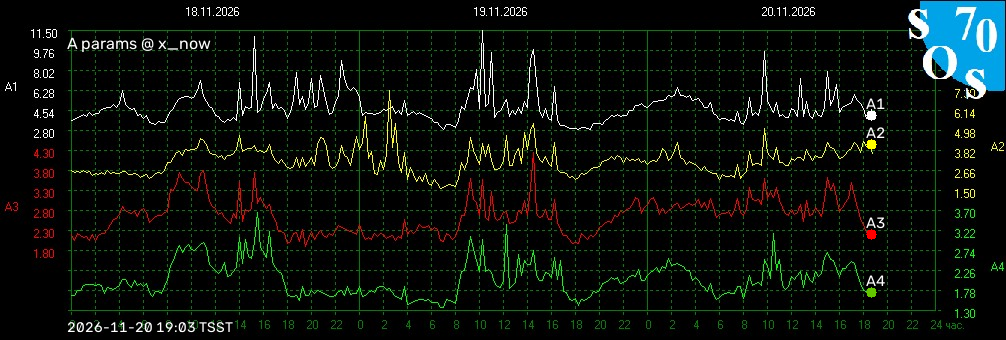 18.11.2026 19.11.2026 20.11.2026
A params @ x_now
SOS 70
A1
11.50
9.76
8.02
6.28
4.54
2.80
A3
4.30
3.80
3.30
2.80
2.30
1.80
A1
A2
A3
A4
A2
6.14
4.98
3.82
2.66
1.50
A4
3.70
3.22
2.74
2.26
1.78
1.30
2026-11-20 19:03 TSST
14 16 18 20 22 0 2 4 6 8 10 12 14 16 18 20 22 0 2 4 6 8 10 12 14 16 18 20 22 24 час.